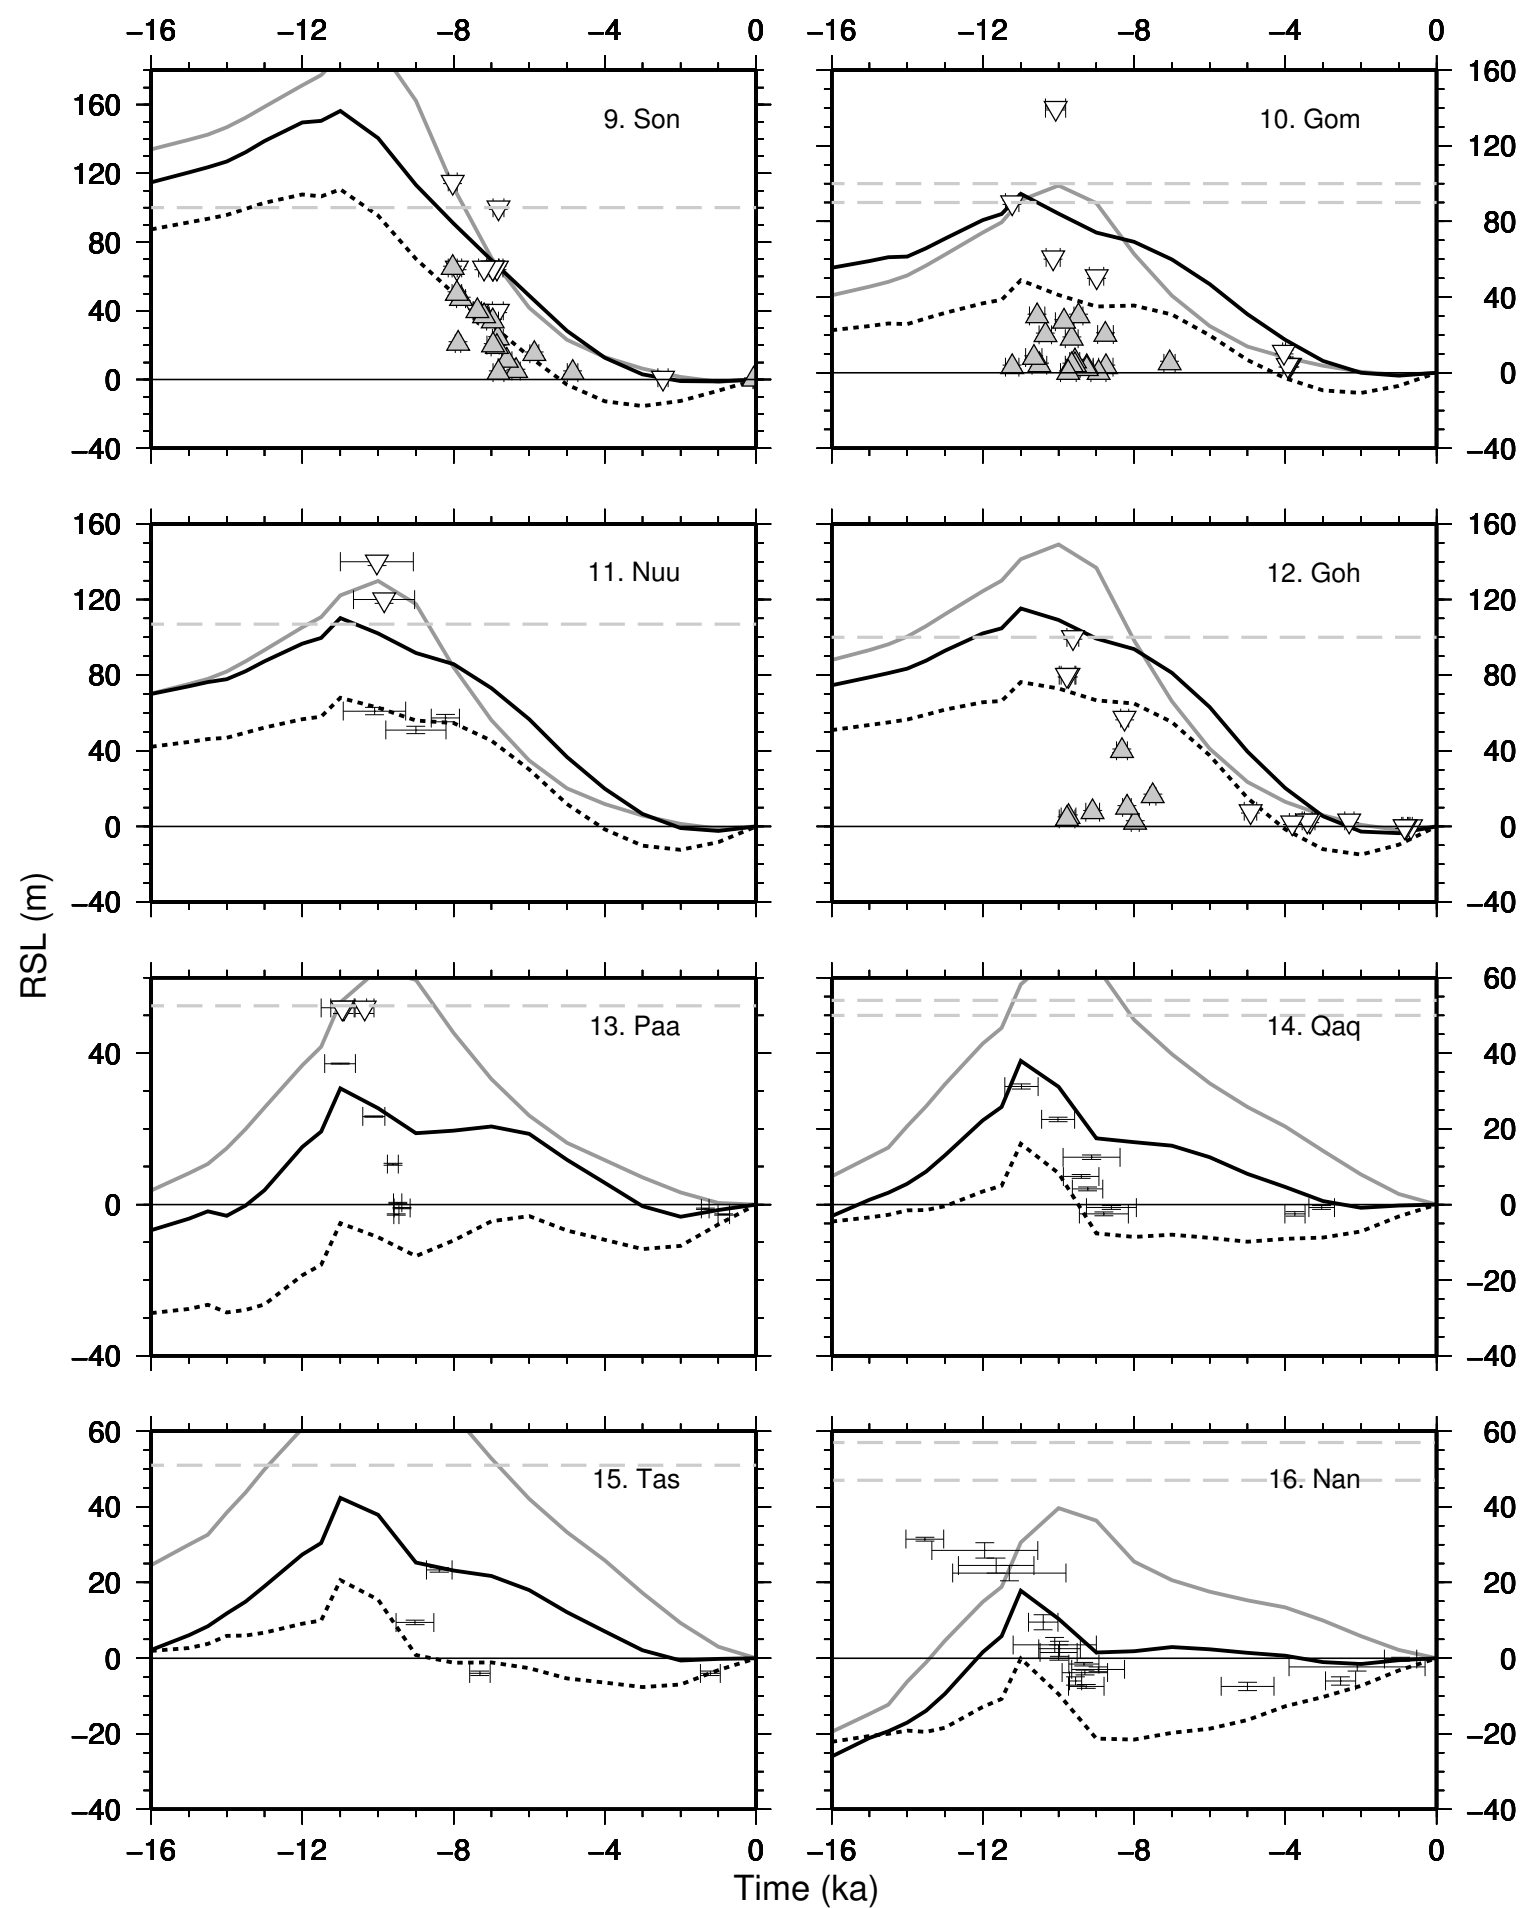 −16 −12 −8 −4 0 −16 −12 −8 −4 0
160 120 80 40 0 −40
9. Son
10. Gom
160 120 80 40 0 −40
160 120 80 40 0 −40
11. Nuu
12. Goh
160 120 80 40 0 −40
RSL (m)
40 0 −40
13. Paa
14. Qaq
60 40 20 0 −20 −40
60 40 20 0 −20 −40
15. Tas
16. Nan
60 40 20 0 −20 −40
−16 −12 −8 −4 0 −16 −12 −8 −4 0
Time (ka)